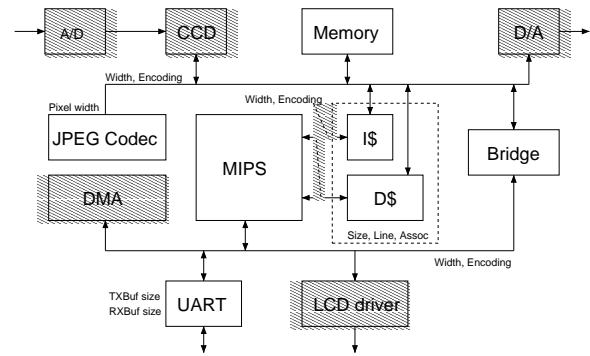 A/D
CCD
Memory
D/A
Width, Encoding
Width, Encoding
Pixel width
JPEG Codec
MIPS
I$
Bridge
DMA
D$
Size, Line, Assoc
Width, Encoding
TXBuf size
RXBuf size
UART
LCD driver